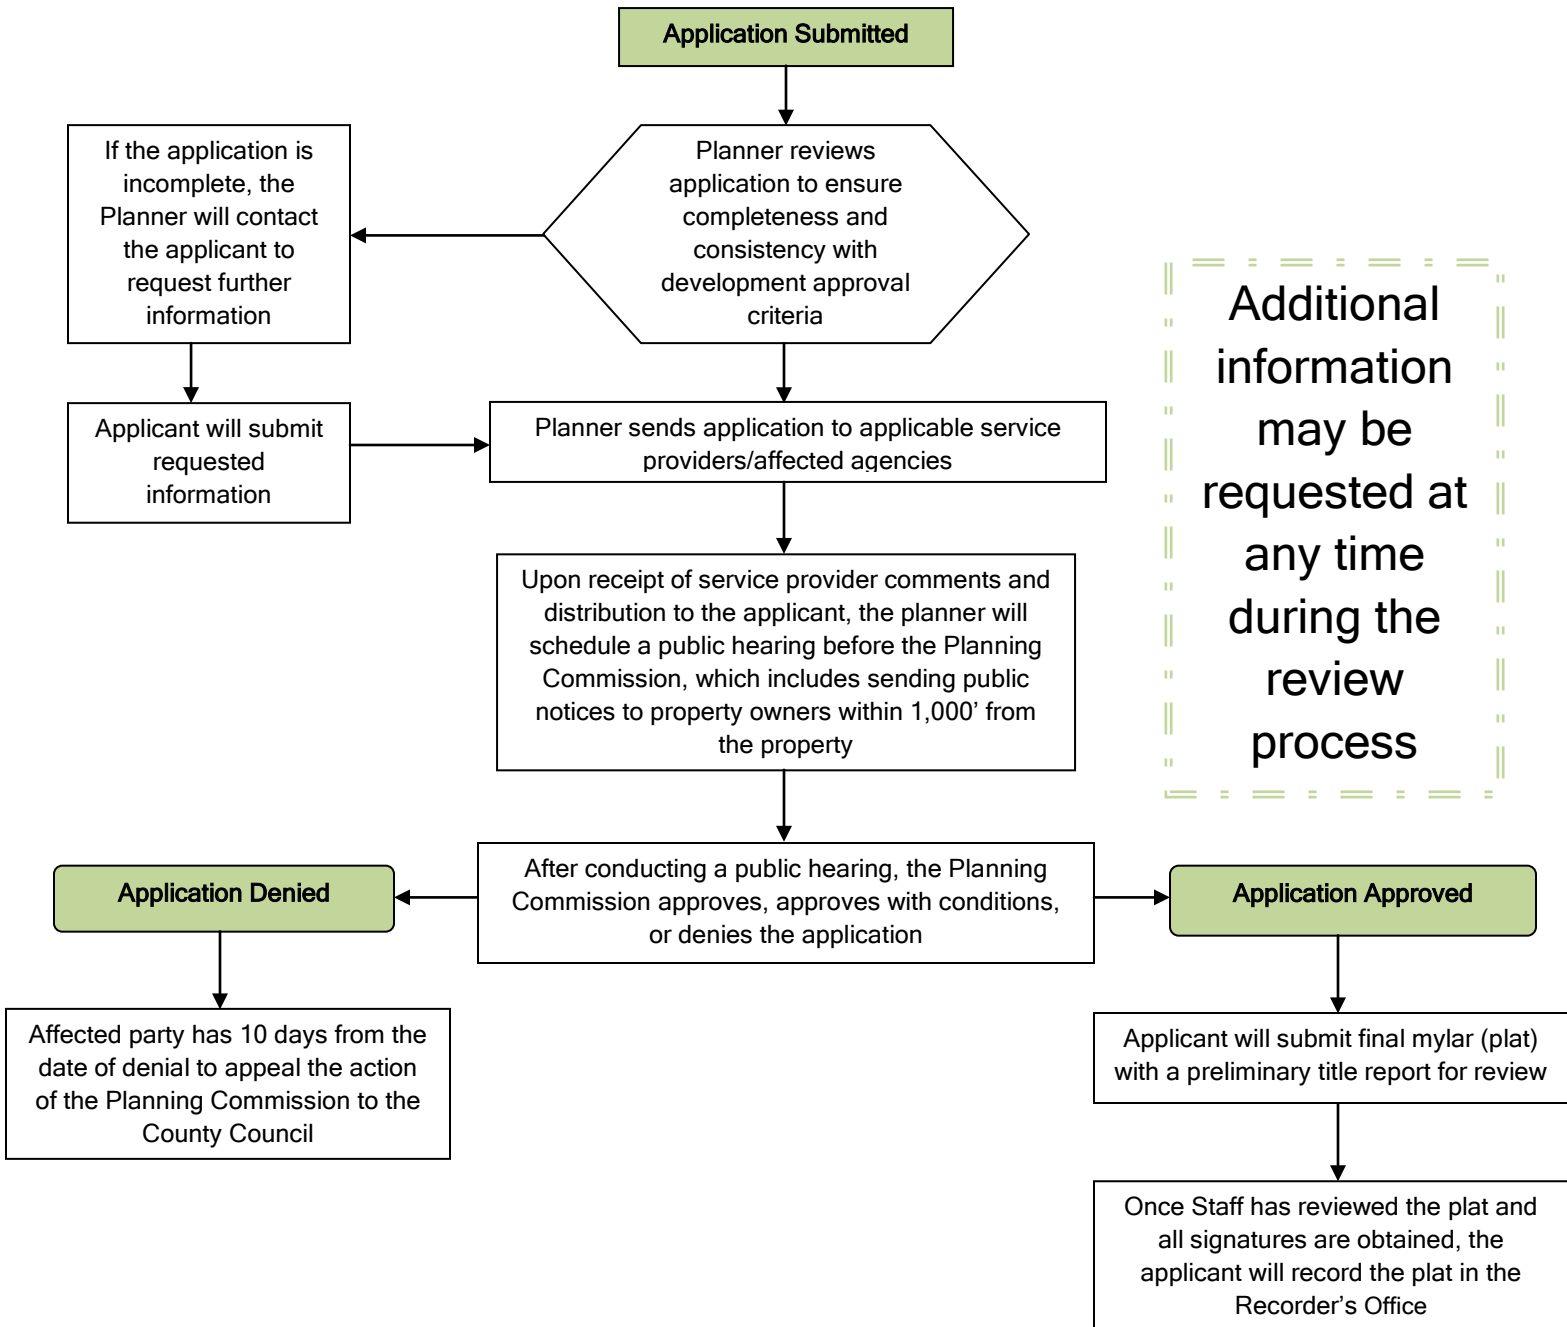 Application Submitted
If the application is
incomplete, the
Planner will contact
the applicant to
request further
information
Planner reviews
application to ensure
completeness and
consistency with
development approval
criteria
Additional
information
may be
requested at
any time
during the
review
process
Applicant will submit
requested
information
Planner sends application to applicable service
providers/affected agencies
Upon receipt of service provider comments and
distribution to the applicant, the planner will
schedule a public hearing before the Planning
Commission, which includes sending public
notices to property owners within 1,000’ from
the property
After conducting a public hearing, the Planning
Commission approves, approves with conditions,
or denies the application
Application Denied
Application Approved
Affected party has 10 days from the
date of denial to appeal the action
of the Planning Commission to the
County Council
Applicant will submit final mylar (plat)
with a preliminary title report for review
Once Staff has reviewed the plat and
all signatures are obtained, the
applicant will record the plat in the
Recorder’s Office